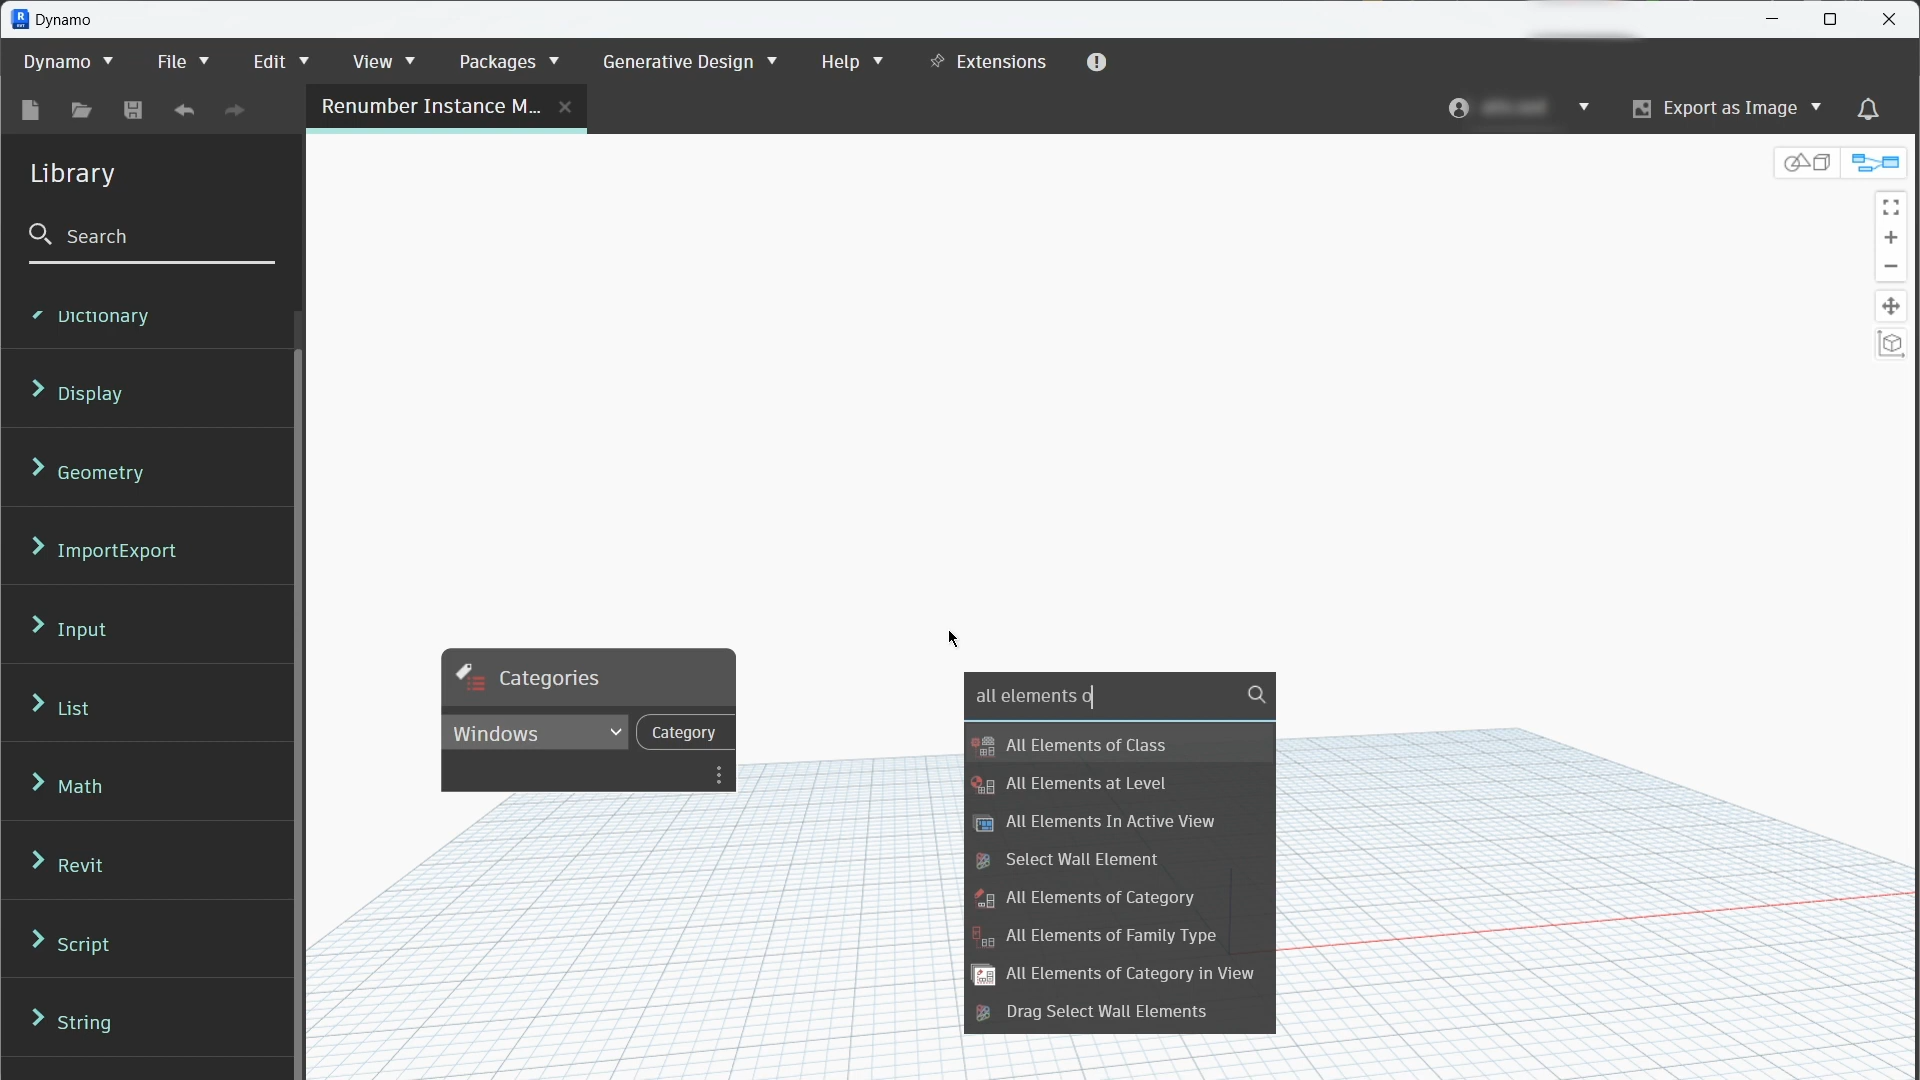 Dynamo
Dynamo File Edit View Packages Generative Design Help Extensions
Renumber Instance M...
Export as Image
Library
Search
Dictionary
Display
Geometry
ImportExport
Input
List
Math
Revit
Script
String
Categories
Windows Category
all elements o
All Elements of Class
All Elements at Level
All Elements In Active View
Select Wall Element
All Elements of Category
All Elements of Family Type
All Elements of Category in View
Drag Select Wall Elements